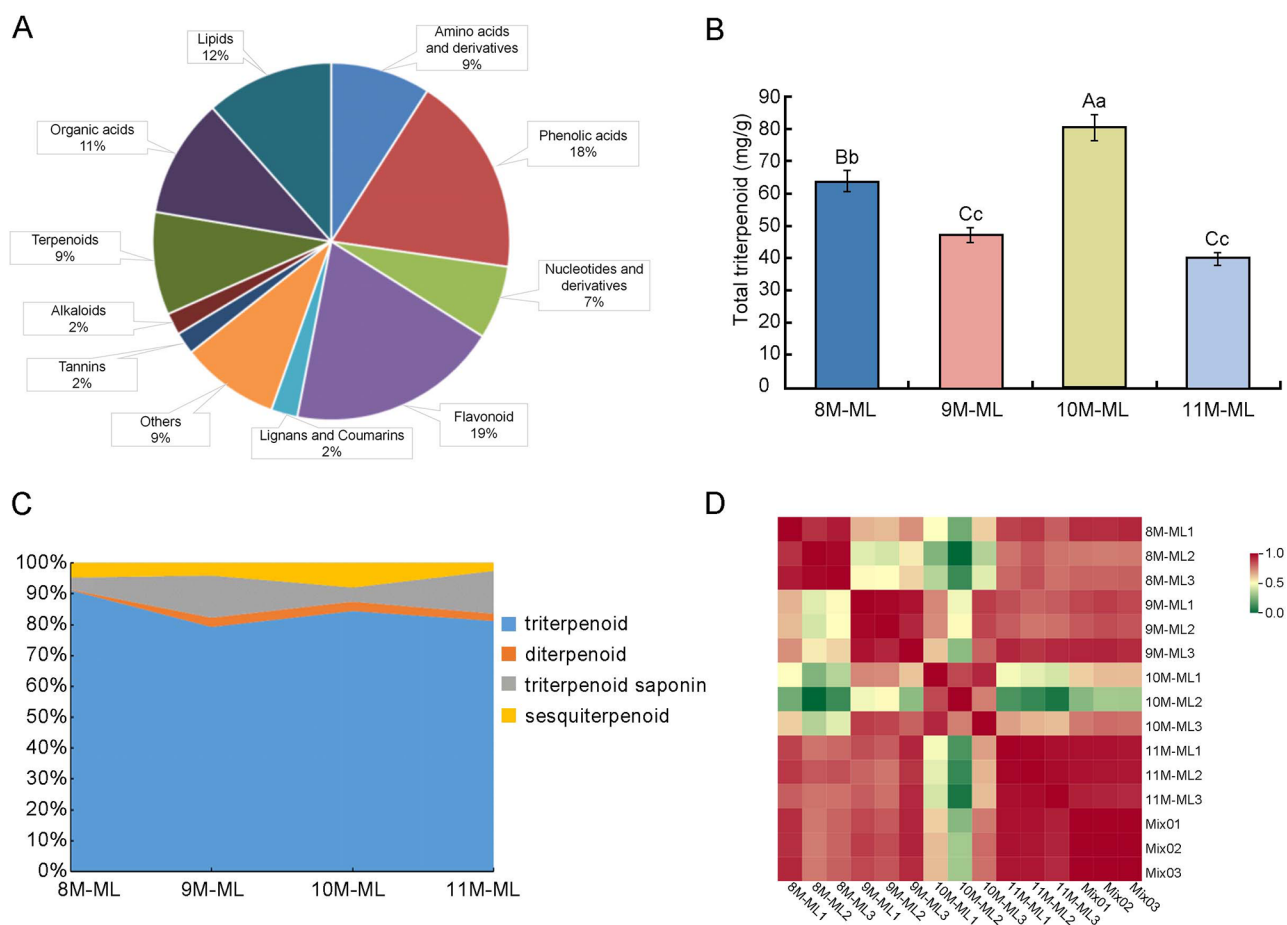 A
Lipids
12%
Amino acids
and derivatives
9%
Organic acids
11%
Phenolic acids
18%
Terpenoids
9%
Nucleotides and
derivatives
7%
Alkaloids
2%
Tannins
2%
Others
9%
Lignans and Coumarins
2%
Flavonoid
19%
B
Total triterpenoid (mg/g)
90
80
70
60
50
40
30
20
10
0
Bb
Cc
Aa
Cc
8M-ML
9M-ML
10M-ML
11M-ML
C
100%
90%
80%
70%
60%
50%
40%
30%
20%
10%
0%
8M-ML
9M-ML
10M-ML
11M-ML
triterpenoid
diterpenoid
triterpenoid saponin
sesquiterpenoid
D
8M-ML1
8M-ML2
8M-ML3
9M-ML1
9M-ML2
9M-ML3
10M-ML1
10M-ML2
10M-ML3
11M-ML1
11M-ML2
11M-ML3
Mix01
Mix02
Mix03
8M-ML1
8M-ML2
8M-ML3
9M-ML1
9M-ML2
9M-ML3
10M-ML1
10M-ML2
10M-ML3
11M-ML1
11M-ML2
11M-ML3
Mix01
Mix02
Mix03
1.0
0.5
0.0